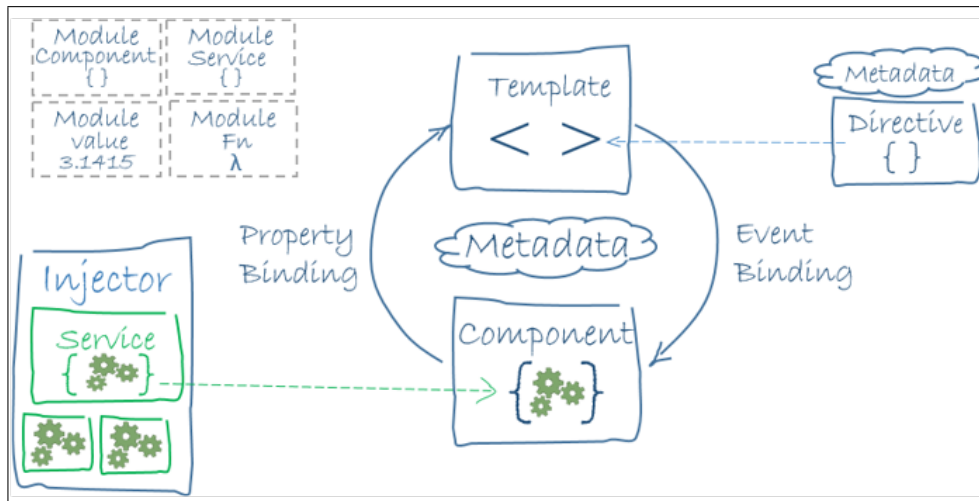 Module
Component
{ }
Module
Service
{ }
Module
value
3.1415
Module
Fn
λ
Template
< >
Metadata
Directive
{ }
Property
Binding
Metadata
Event
Binding
Injector
Service
{ }
Component
{ }